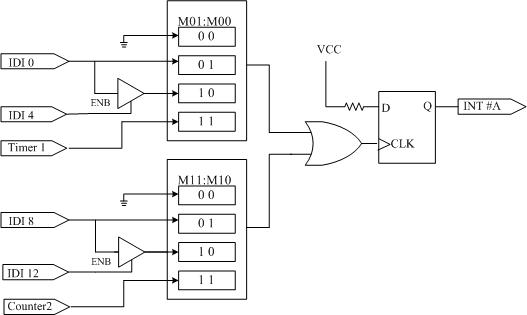 M01:M00
0 0
IDI 0
0 1
VCC
1 0
ENB
D
Q
INT #A
IDI 4
1 1
CLK
Timer 1
M11:M10
0 0
IDI 8
0 1
1 0
ENB
IDI 12
1 1
Counter2